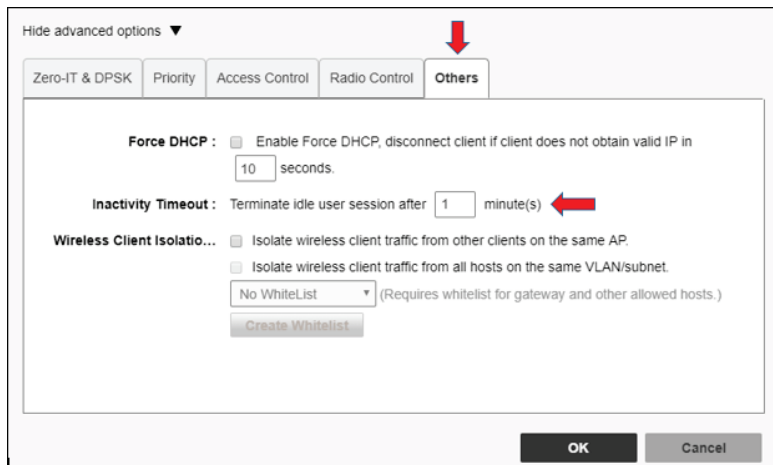 Hide advanced options ▼
Zero-IT & DPSK Priority Access Control Radio Control Others
Force DHCP : Enable Force DHCP, disconnect client if client does not obtain valid IP in
10 seconds.
Inactivity Timeout : Terminate idle user session after 1 minute(s)
Wireless Client Isolatio... Isolate wireless client traffic from other clients on the same AP.
Isolate wireless client traffic from all hosts on the same VLAN/subnet.
No WhiteList ▾ (Requires whitelist for gateway and other allowed hosts.)
Create Whitelist
OK Cancel